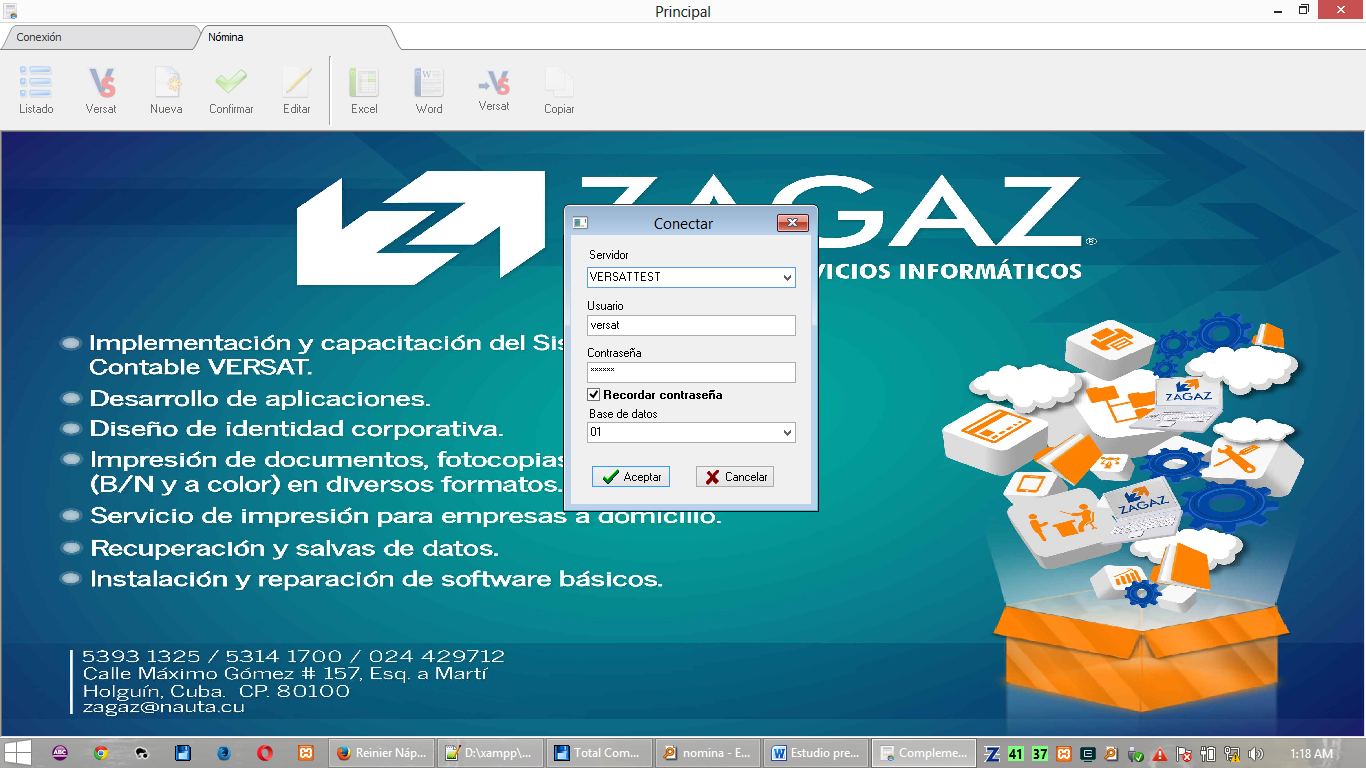 Principal
Conexión
Nómina
Listado
Versat
Nueva
Confirmar
Editar
Excel
Word
Versat
Copiar
ZAGAZ®
VICIOS INFORMÁTICOS
Conectar
Servidor
VERSATTEST
Usuario
versat
Contraseña
******
Recordar contraseña
Base de datos
01
Aceptar
Cancelar
Implementación y capacitación del Sis
Contable VERSAT.
Desarrollo de aplicaciones.
Diseño de identidad corporativa.
Impresión de documentos, fotocopias
(B/N y a color) en diversos formatos.
Servicio de impresión para empresas a domicilio.
Recuperación y salvas de datos.
Instalación y reparación de software básicos.
ZAGAZ
ZAGAZ
5393 1325 / 5314 1700 / 024 429712
Calle Máximo Gómez # 157, Esq. a Martí
Holguín, Cuba. CP. 80100
zagaz@nauta.cu
ABC
Reinier Náp...
D:\xampp\...
Total Com...
nomina - E...
Estudio pre...
Compleme...
41
37
1:18 AM